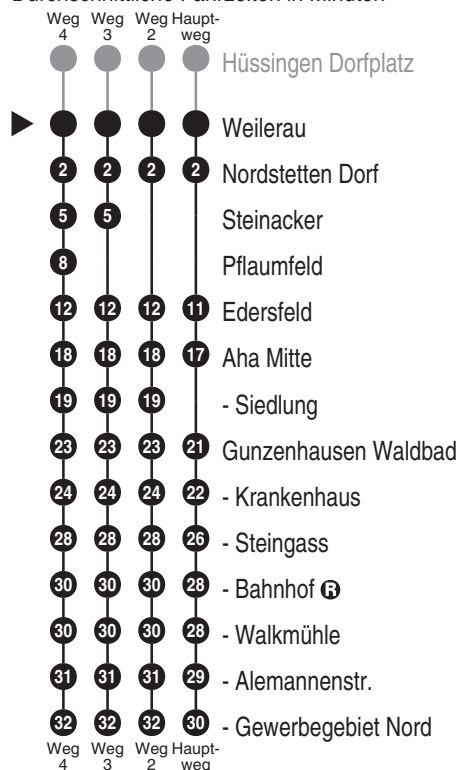 Durchschnittliche Fahrzeiten in Minuten
Weg 4 Weg 3 Weg 2 Haupt-weg
Hüssingen Dorfplatz
Weilerau
2 2 2 2 Nordstetten Dorf
5 5 Steinacker
8 Pflaumfeld
12 12 12 11 Edersfeld
18 18 18 17 Aha Mitte
19 19 19 - Siedlung
23 23 23 21 Gunzenhausen Waldbad
24 24 24 22 - Krankenhaus
28 28 28 26 - Steingass
30 30 30 28 - Bahnhof R
30 30 30 28 - Walkmühle
31 31 31 29 - Alemannenstr.
32 32 32 30 - Gewerbegebiet Nord
Weg 4 Weg 3 Weg 2 Haupt-weg